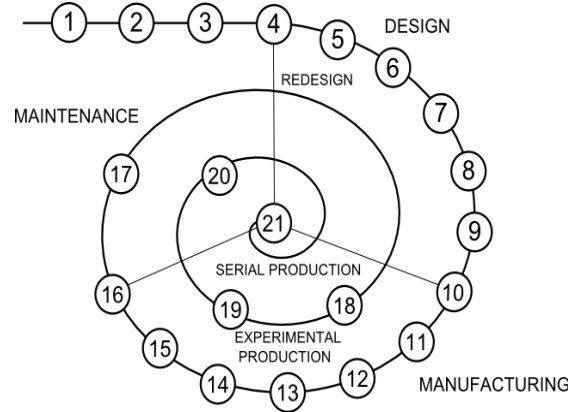 1 2 3 4 5 DESIGN
6
REDESIGN
7
MAINTENANCE
8
17
20
9
21
SERIAL PRODUCTION
16
10
19
18
EXPERIMENTAL
PRODUCTION
15
11
14
12
13
MANUFACTURING